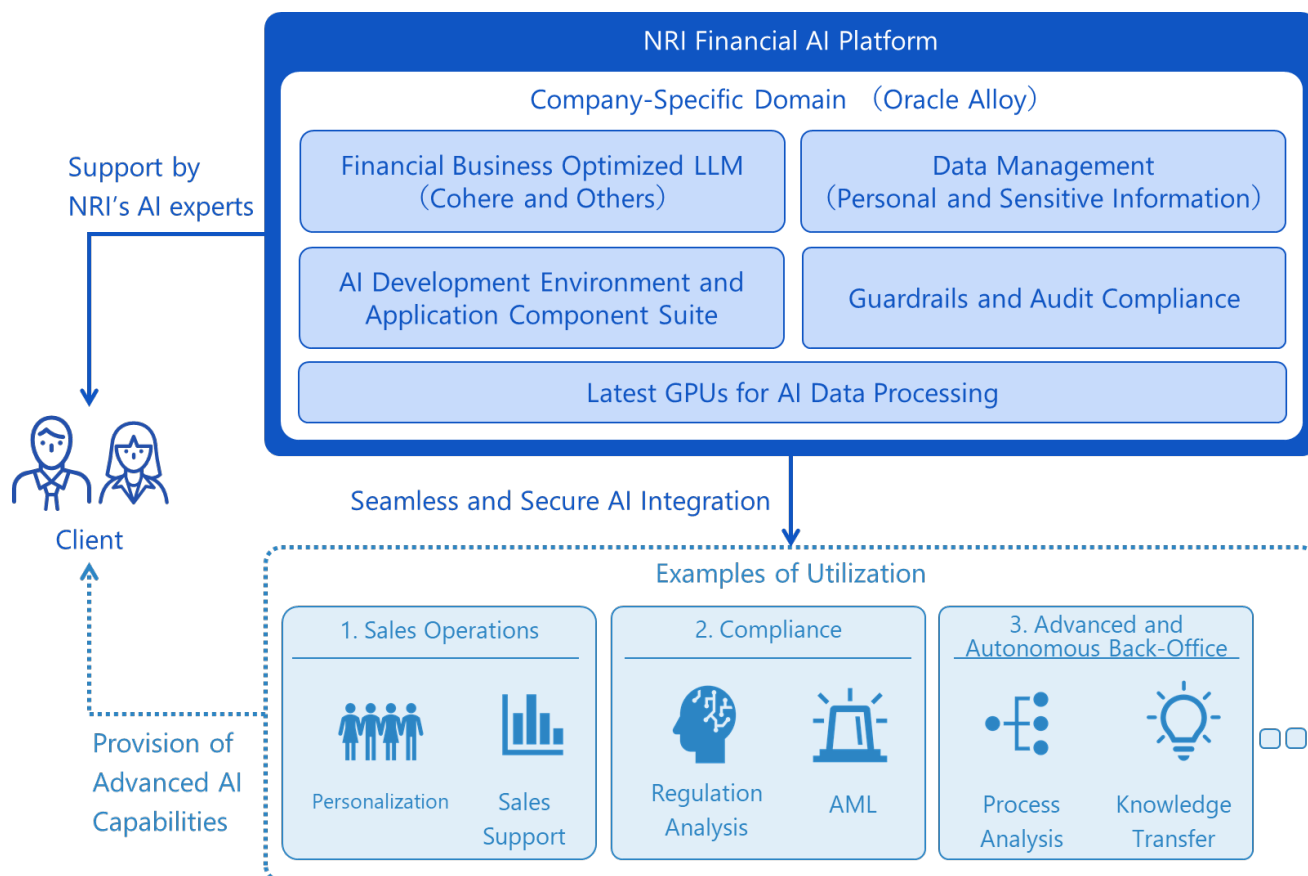 NRI Financial AI Platform
Company-Specific Domain （Oracle Alloy）
Financial Business Optimized LLM
（Cohere and Others）
Data Management
（Personal and Sensitive Information）
AI Development Environment and
Application Component Suite
Guardrails and Audit Compliance
Latest GPUs for AI Data Processing
Support by
NRI's AI experts
Client
Seamless and Secure AI Integration
Examples of Utilization
1. Sales Operations
Personalization
Sales
Support
2. Compliance
Regulation
Analysis
AML
3. Advanced and
Autonomous Back-Office
Process
Analysis
Knowledge
Transfer
Provision of
Advanced AI
Capabilities